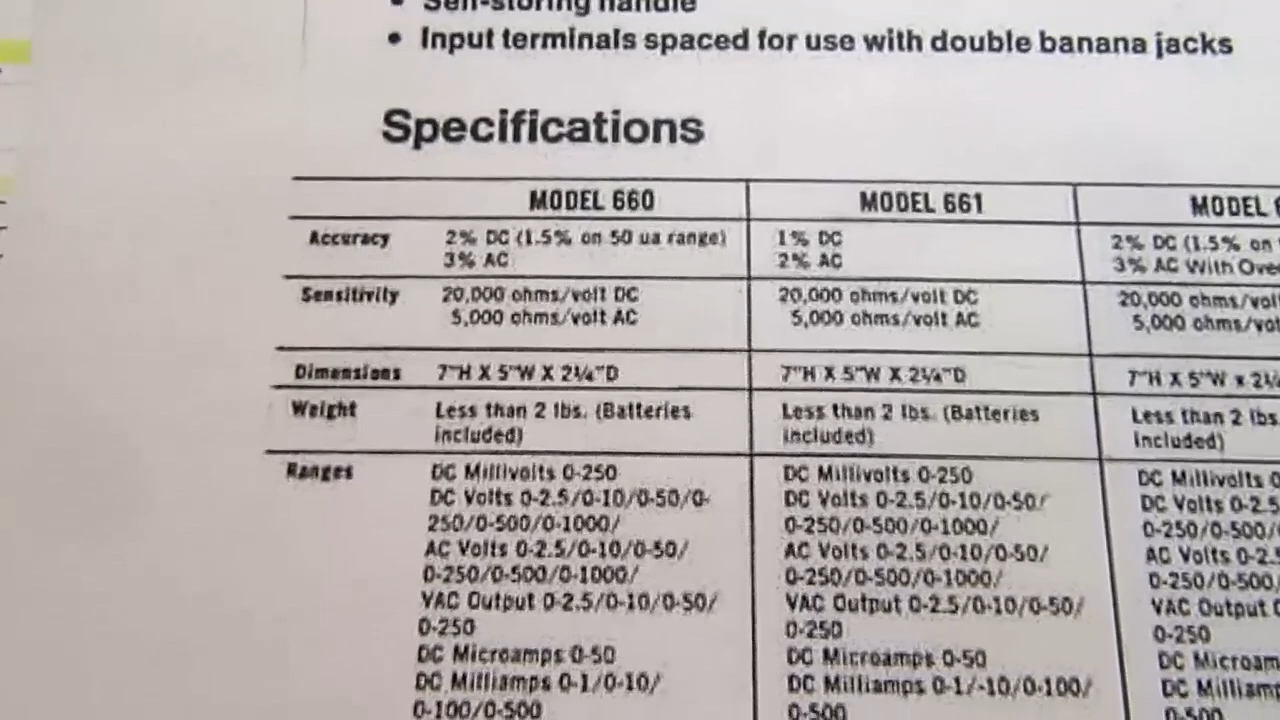 • Self-storing handle
• Input terminals spaced for use with double banana jacks
Specifications
MODEL 660 MODEL 661 MODEL
Accuracy 2% DC (1.5% on 50 ua range) 1% DC 2% DC (1.5% on
3% AC 2% AC 3% AC With Ove
Sensitivity 20,000 ohms/volt DC 20,000 ohms/volt DC 20,000 ohms/vol
5,000 ohms/volt AC 5,000 ohms/volt AC 5,000 ohms/vo
Dimensions 7"H X 5"W X 2¼"D 7"H X 5"W X 2¼"D 7"H X 5"W x 2¼
Weight Less than 2 lbs. (Batteries Less than 2 lbs. (Batteries Less than 2 lbs
included) included) included)
Ranges DC Millivolts 0-250 DC Millivolts 0-250 DC Millivolts 0
DC Volts 0-2.5/0-10/0-50/0- DC Volts 0-2.5/0-10/0-50/ DC Volts 0-2.5
250/0-500/0-1000/ 0-250/0-500/0-1000/ 0-250/0-500/
AC Volts 0-2.5/0-10/0-50/ AC Volts 0-2.5/0-10/0-50/ AC Volts 0-2.
0-250/0-500/0-1000/ 0-250/0-500/0-1000/ 0-250/0-500
VAC Output 0-2.5/0-10/0-50/ VAC Output 0-2.5/0-10/0-50/ VAC Output
0-250 0-250 0-250
DC Microamps 0-50 DC Microamps 0-50 DC Microam
DC Milliamps 0-1/0-10/ DC Milliamps 0-1/-10/0-100/ DC Milliamp
0-100/0-500 0-500 0-500